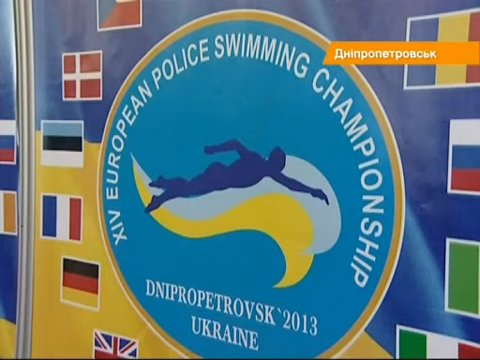 Дніпропетровськ
XIV EUROPEAN POLICE SWIMMING CHAMPIONSHIP
DNIPROPETROVSK`2013
UKRAINE